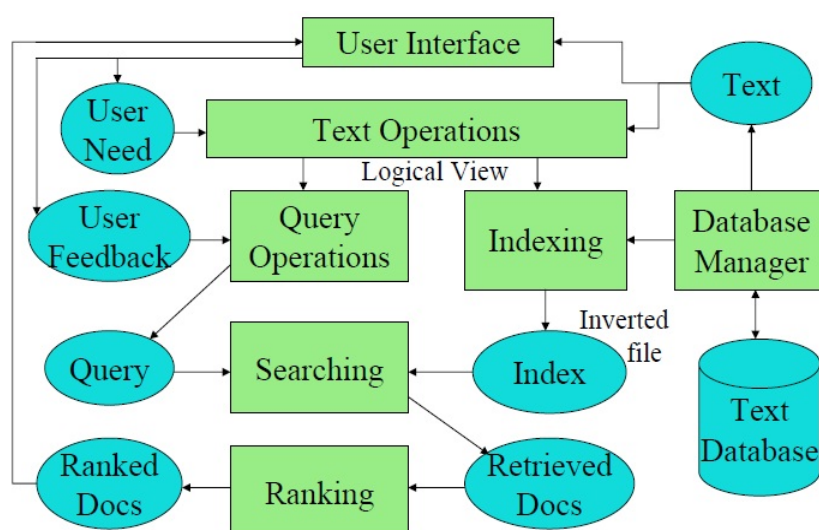 User Interface
User
Need
Text
Text Operations
Logical View
User
Feedback
Query
Operations
Indexing
Database
Manager
Inverted
file
Query
Searching
Index
Text
Database
Ranked
Docs
Ranking
Retrieved
Docs